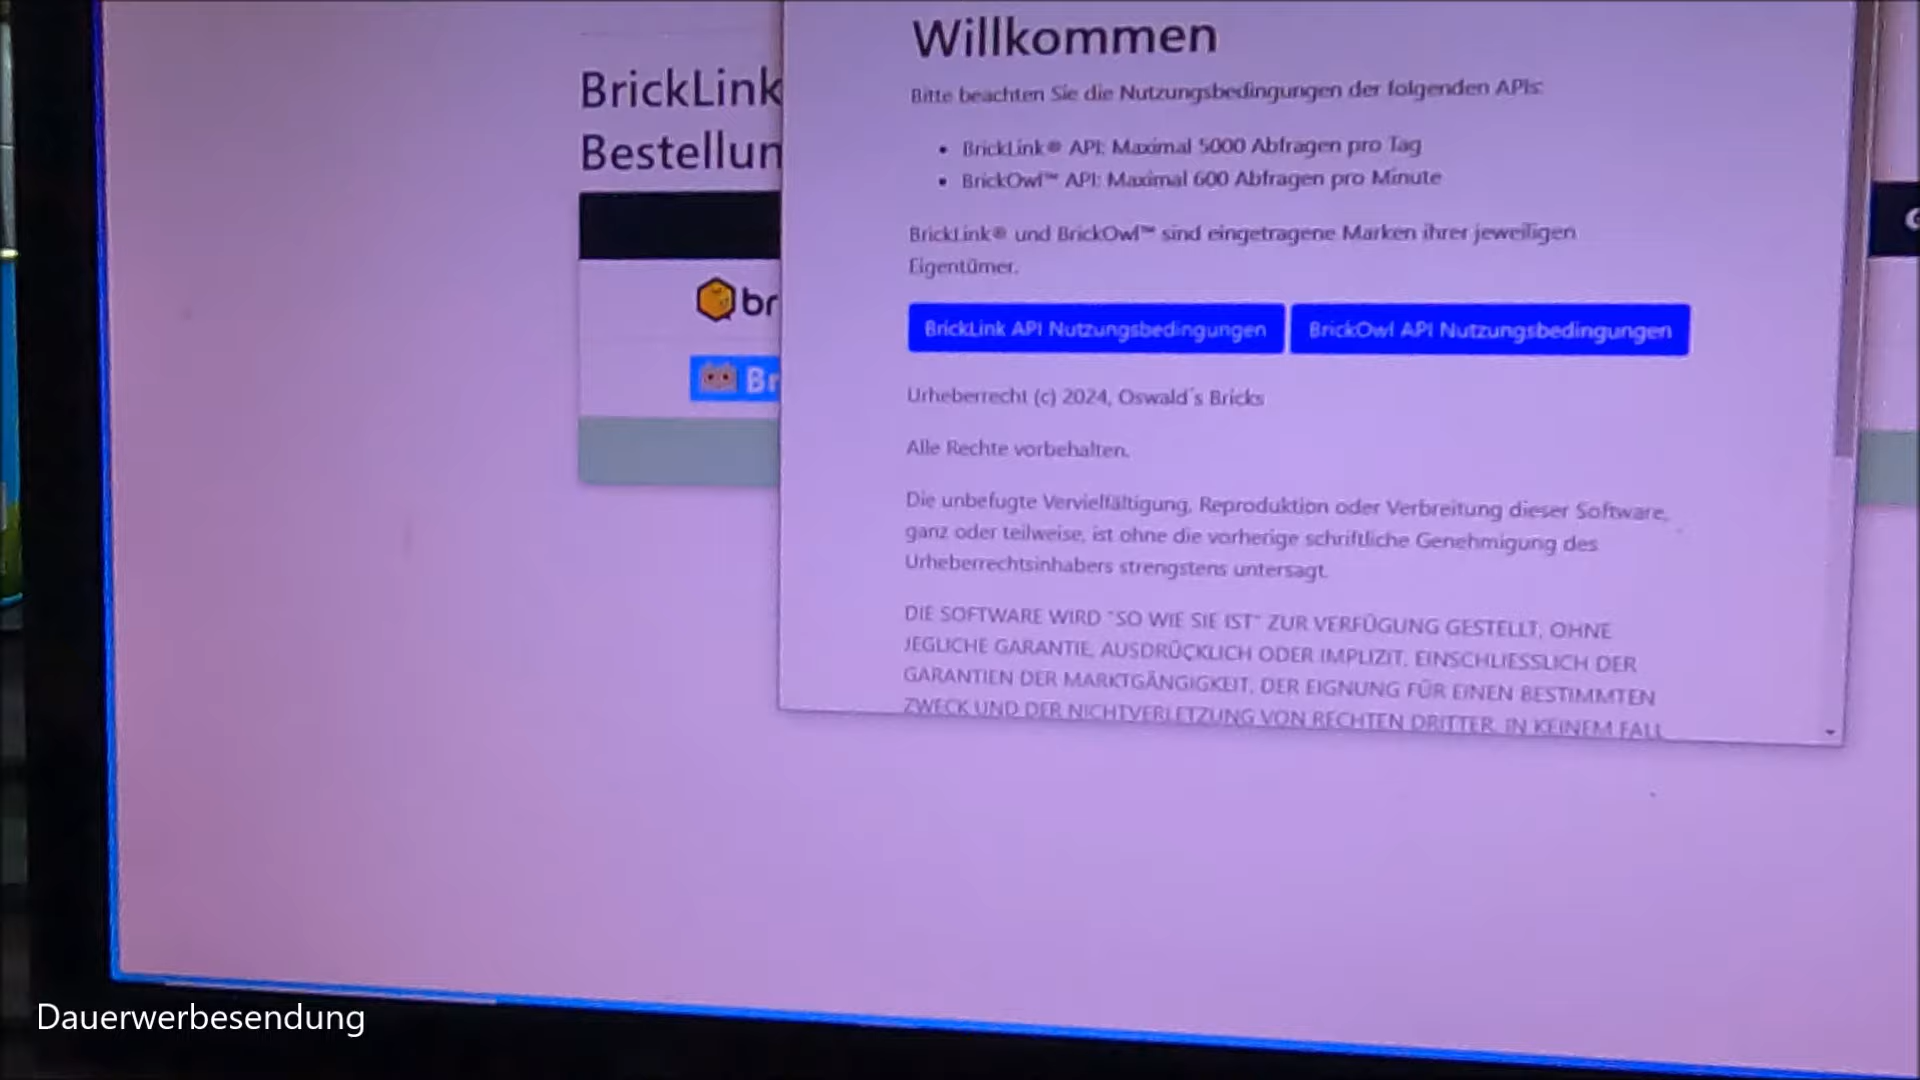 BrickLink
Bestellun
br
Br
Willkommen
Bitte beachten Sie die Nutzungsbedingungen der folgenden APIs:
• BrickLink® API: Maximal 5000 Abfragen pro Tag
• BrickOwl™ API: Maximal 600 Abfragen pro Minute
BrickLink® und BrickOwl™ sind eingetragene Marken ihrer jeweiligen
Eigentümer.
BrickLink API Nutzungsbedingungen
BrickOwl API Nutzungsbedingungen
Urheberrecht (c) 2024, Oswald´s Bricks
Alle Rechte vorbehalten.
Die unbefugte Vervielfältigung, Reproduktion oder Verbreitung dieser Software,
ganz oder teilweise, ist ohne die vorherige schriftliche Genehmigung des
Urheberrechtsinhabers strengstens untersagt.
DIE SOFTWARE WIRD "SO WIE SIE IST" ZUR VERFÜGUNG GESTELLT, OHNE
JEGLICHE GARANTIE, AUSDRÜCKLICH ODER IMPLIZIT, EINSCHLIESSLICH DER
GARANTIEN DER MARKTGÄNGIGKEIT, DER EIGNUNG FÜR EINEN BESTIMMTEN
ZWECK UND DER NICHTVERLETZUNG VON RECHTEN DRITTER. IN KEINEM FALL
Dauerwerbesendung